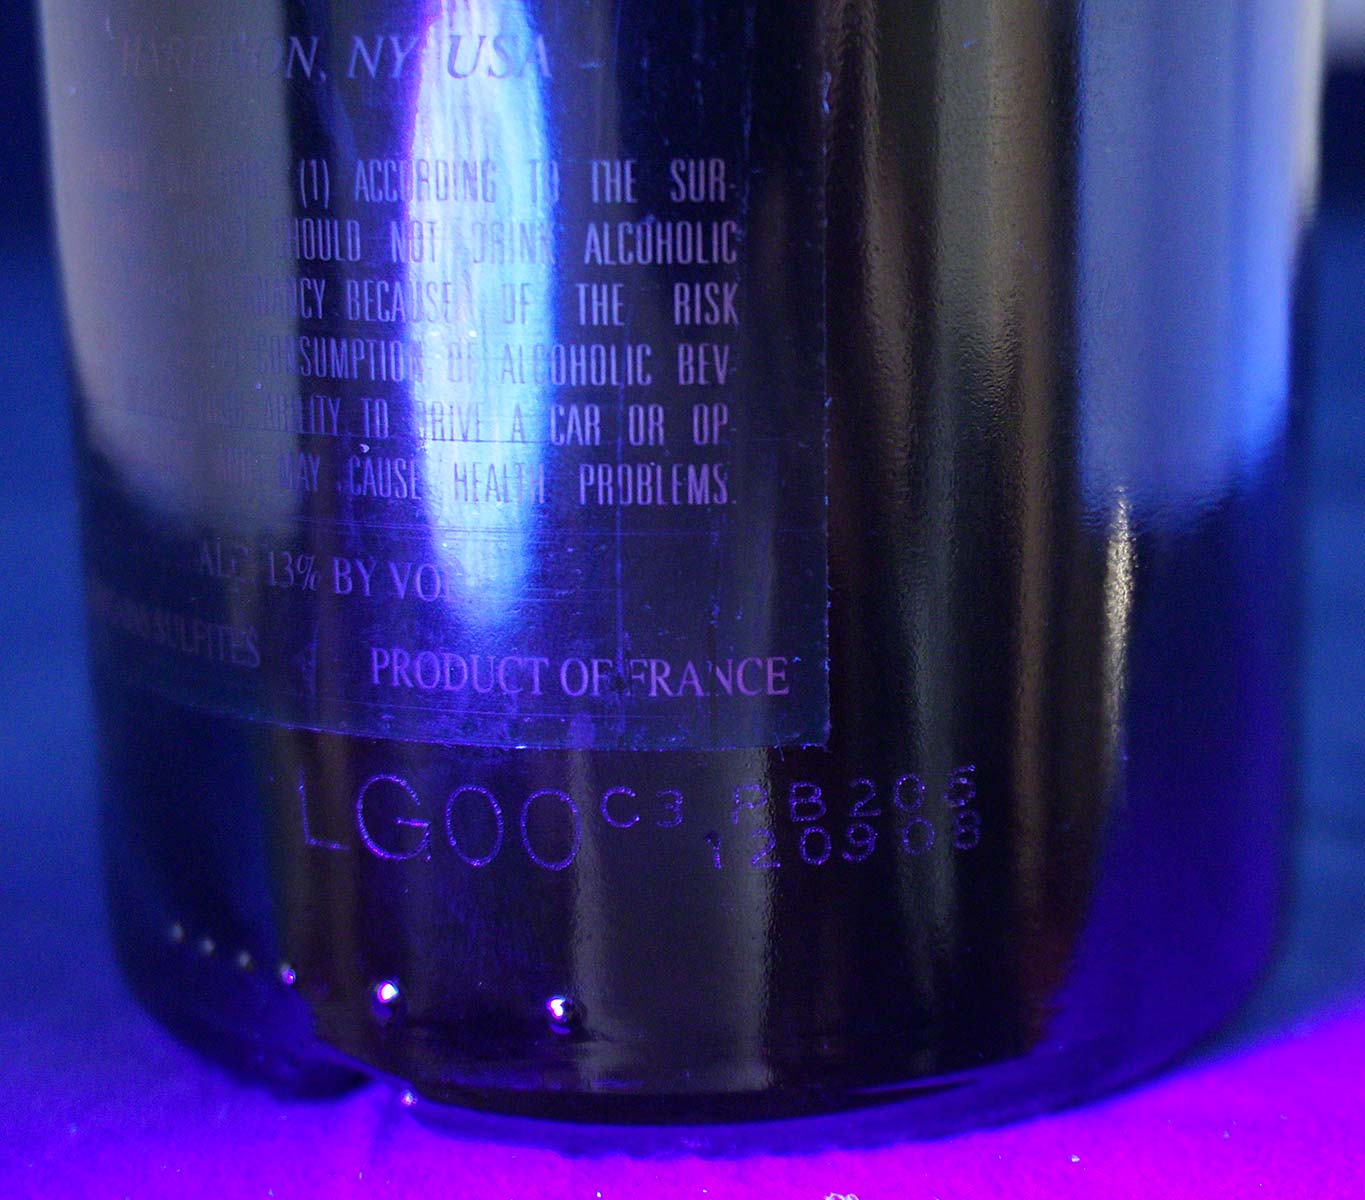 N, NY, USA
(1) ACCORDING TO THE SUR-
SHOULD NOT DRINK ALCOHOLIC
BECAUSE OF THE RISK
CONSUMPTION OF ALCOHOLIC BEV-
ABILITY TO DRIVE A CAR OR OP-
MAY CAUSE HEALTH PROBLEMS.
ALC 13% BY VOL
SULFITES
PRODUCT OF FRANCE
LG00 C3 RB206
120908